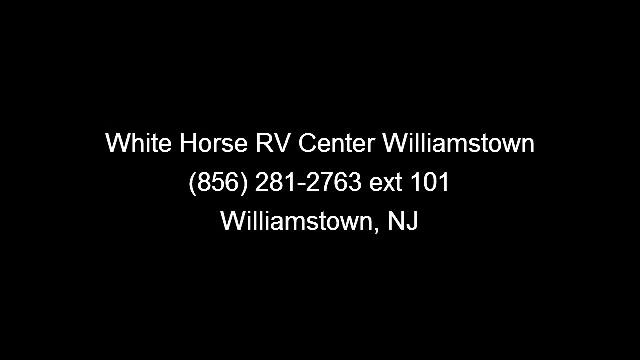 White Horse RV Center Williamstown
(856) 281-2763 ext 101
Williamstown, NJ